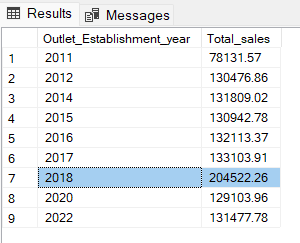 Results Messages
Outlet_Establishment_year Total_sales
1 2011 78131.57
2 2012 130476.86
3 2014 131809.02
4 2015 130942.78
5 2016 132113.37
6 2017 133103.91
7 2018 204522.26
8 2020 129103.96
9 2022 131477.78